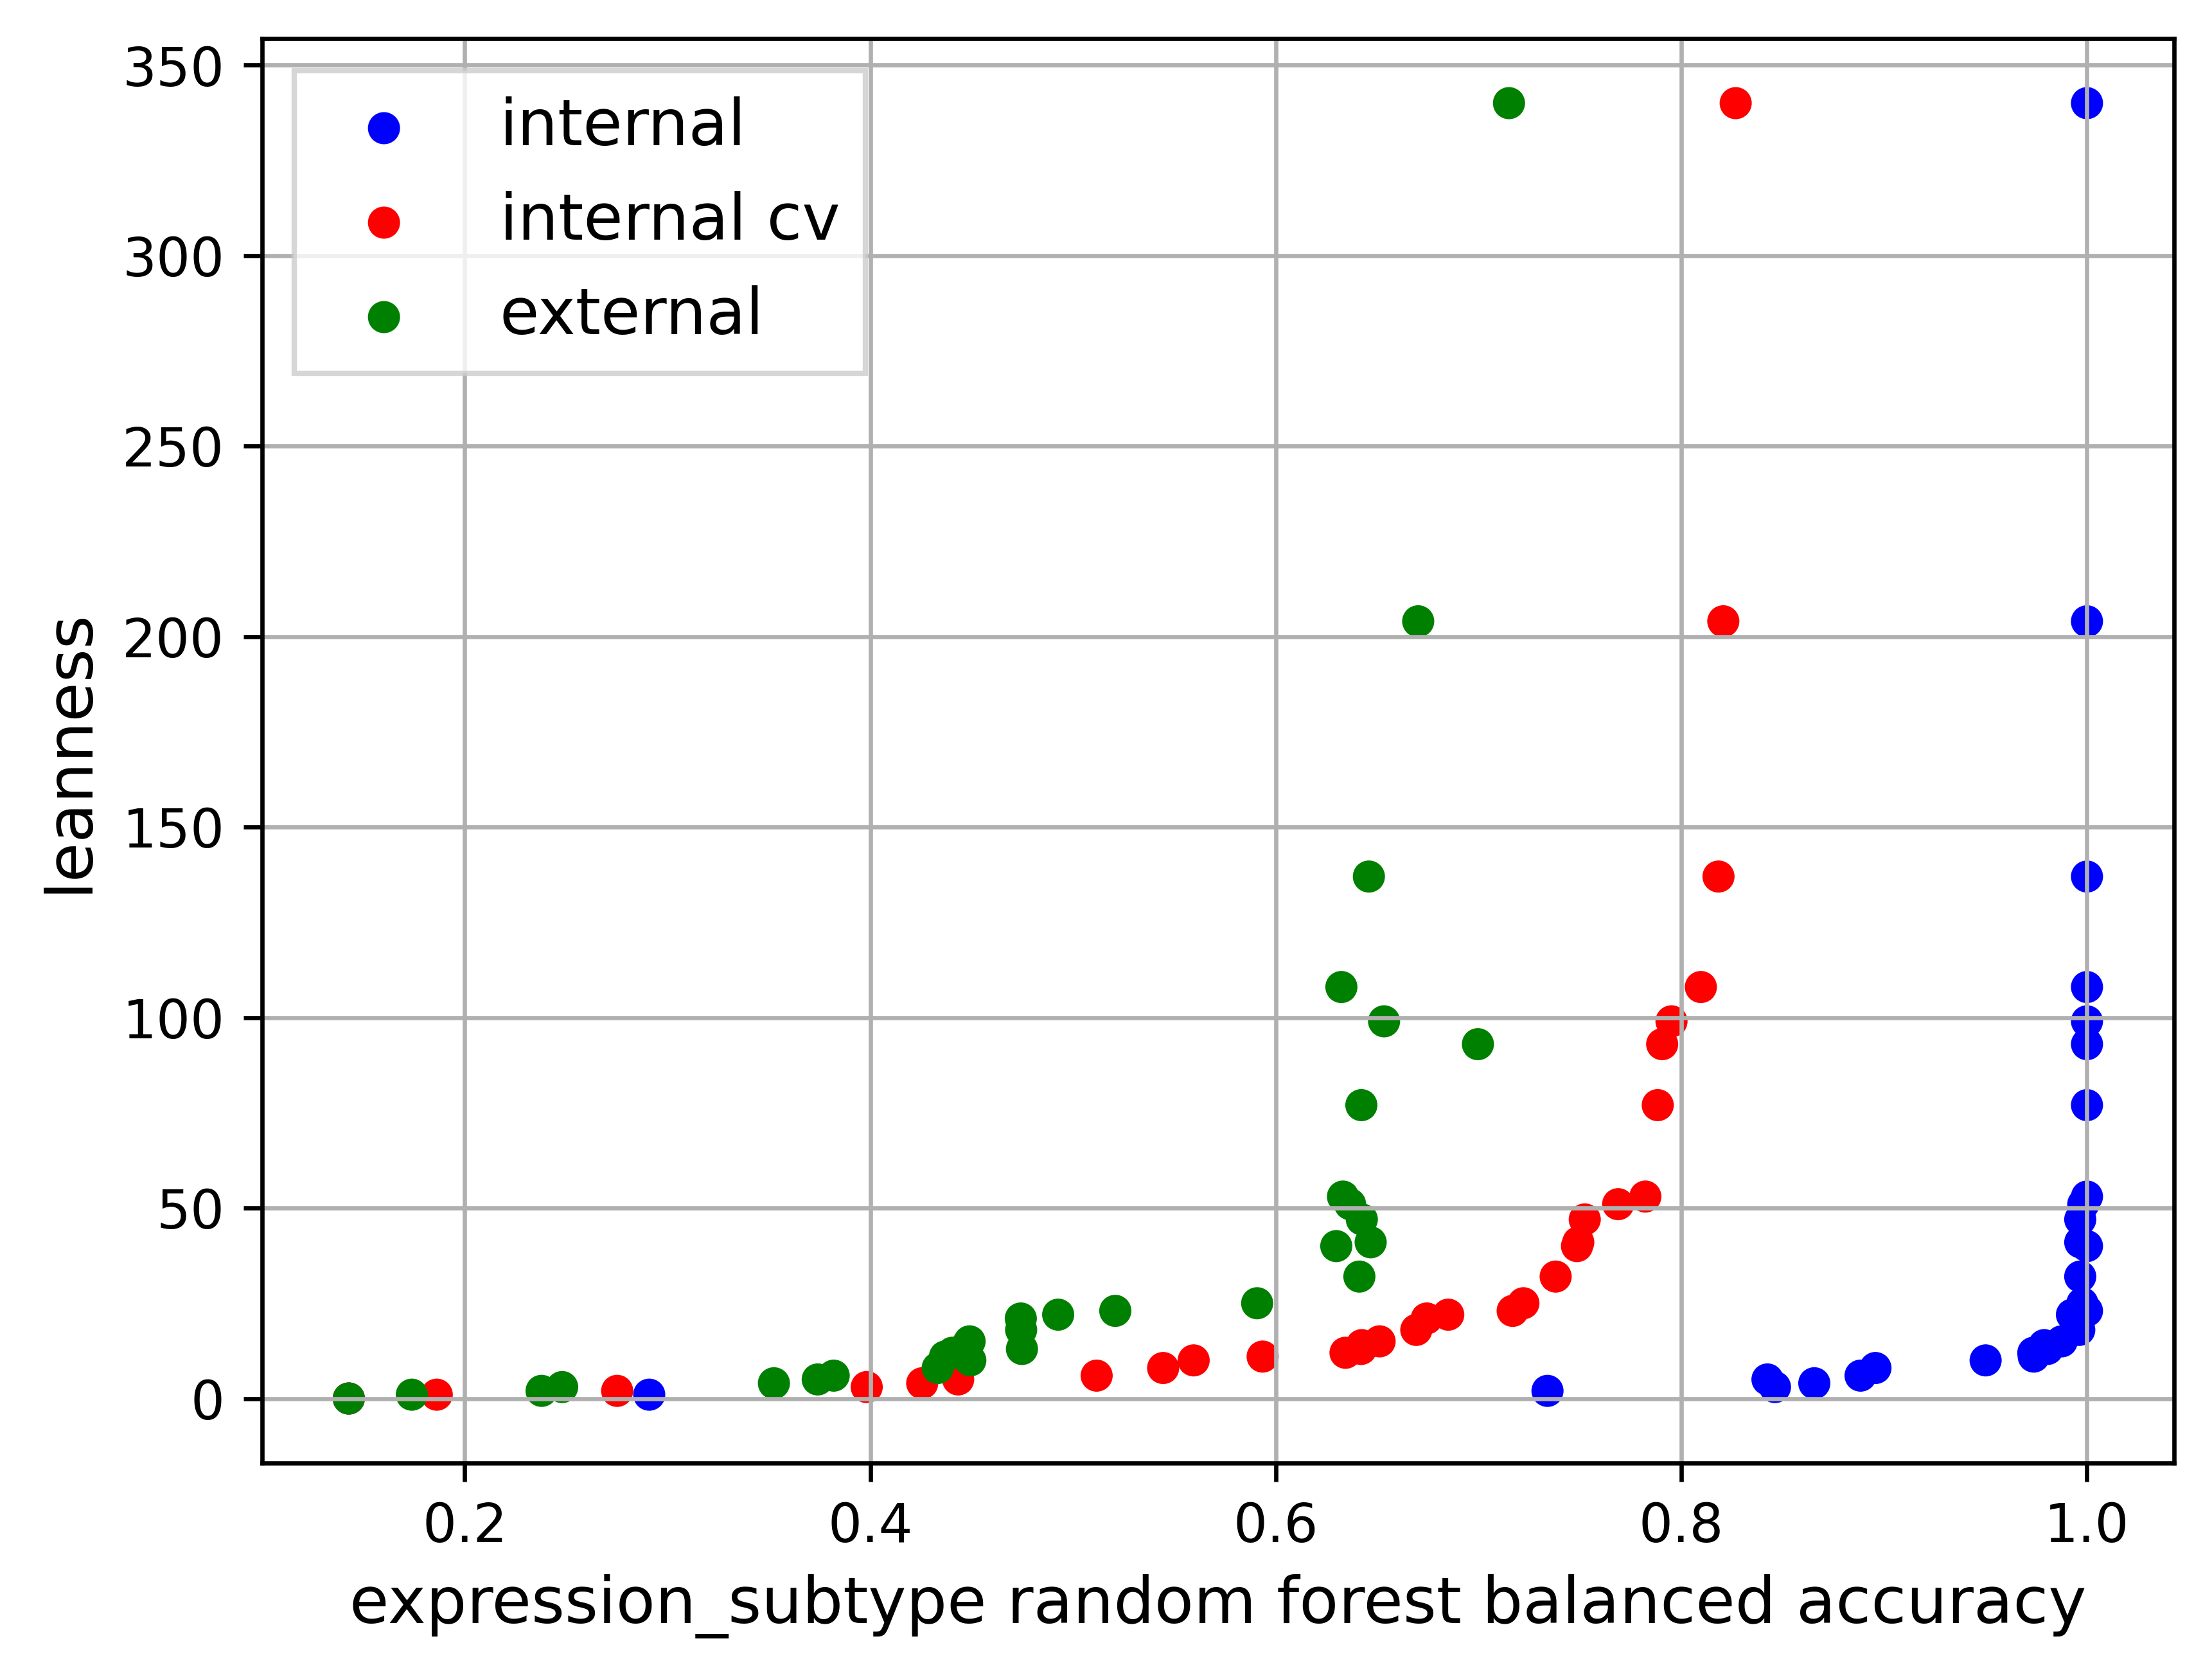 350
300
250
200
150
100
50
0
leanness
internal
internal cv
external
0.2 0.4 0.6 0.8 1.0
expression_subtype random forest balanced accuracy